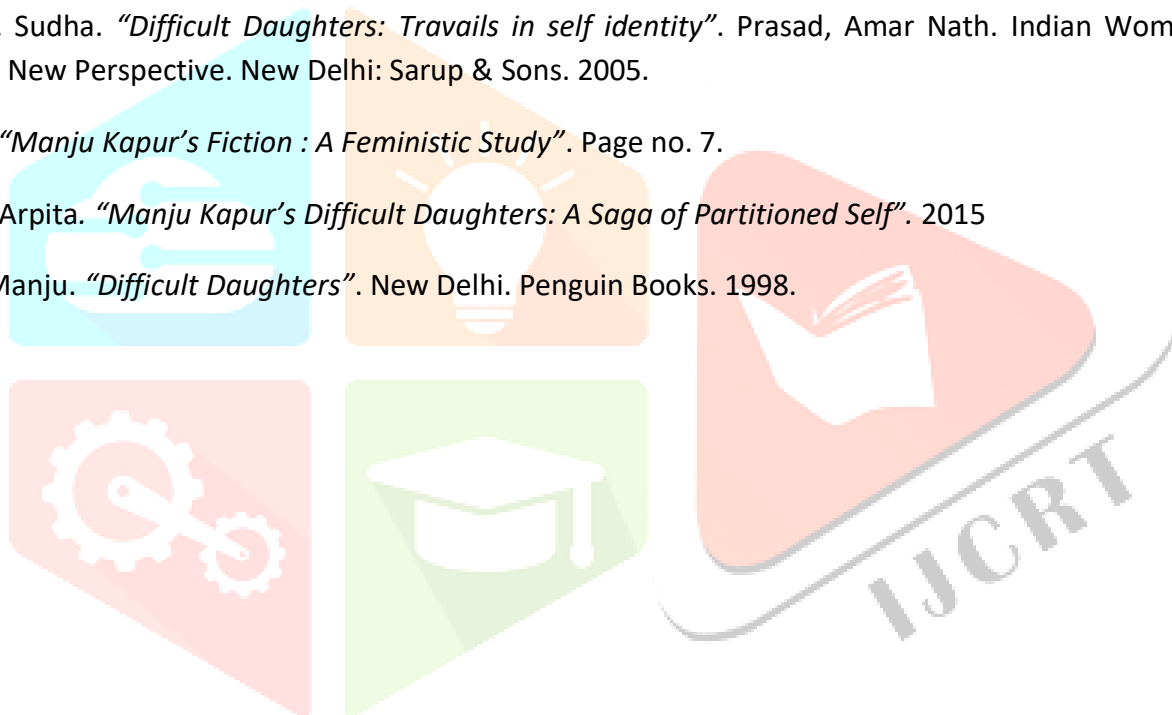 . Sudha. “Difficult Daughters: Travails in self identity”. Prasad, Amar Nath. Indian Wom
New Perspective. New Delhi: Sarup & Sons. 2005.
“Manju Kapur’s Fiction : A Feministic Study”. Page no. 7.
Arpita. “Manju Kapur’s Difficult Daughters: A Saga of Partitioned Self”. 2015
Manju. “Difficult Daughters”. New Delhi. Penguin Books. 1998.
IJCRT